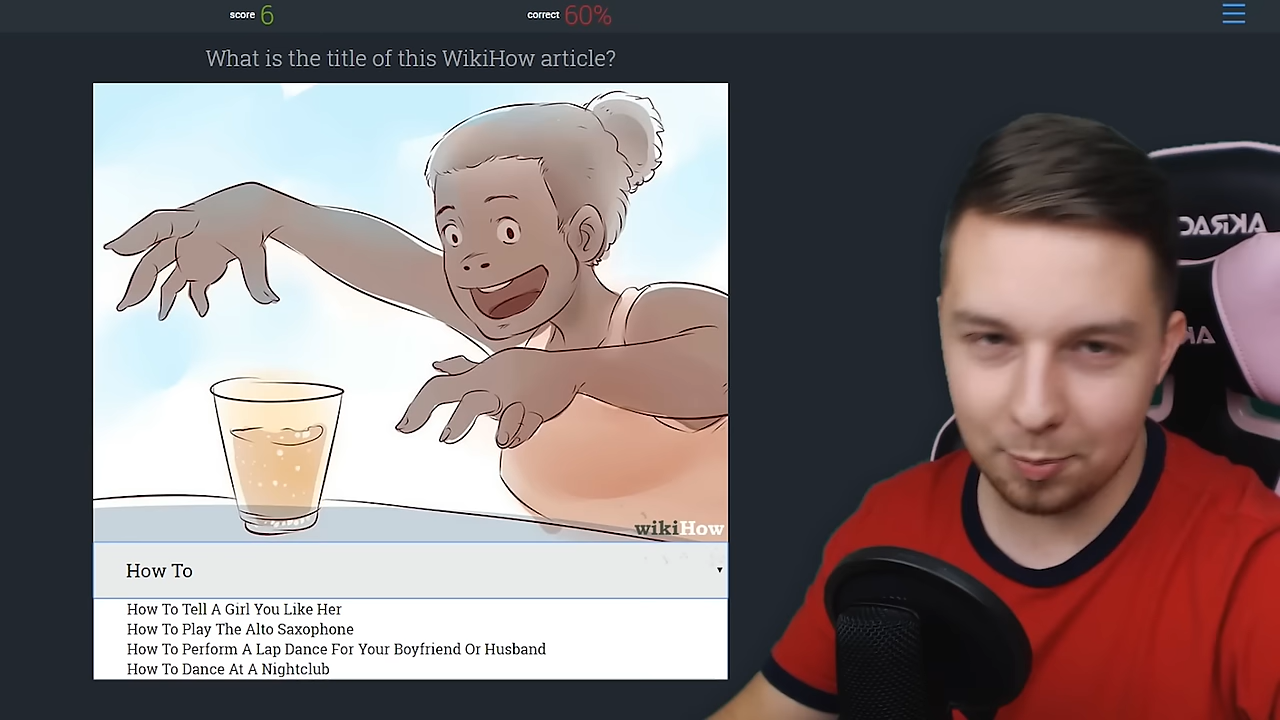 score 6
correct 60%
What is the title of this WikiHow article?
AKRAC
AK
wikiHow
How To
How To Tell A Girl You Like Her
How To Play The Alto Saxophone
How To Perform A Lap Dance For Your Boyfriend Or Husband
How To Dance At A Nightclub